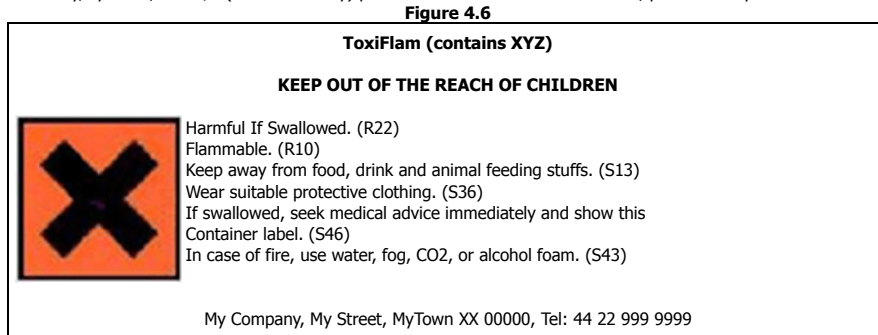 Figure 4.6
ToxiFlam (contains XYZ)
KEEP OUT OF THE REACH OF CHILDREN
Harmful If Swallowed. (R22)
Flammable. (R10)
Keep away from food, drink and animal feeding stuffs. (S13)
Wear suitable protective clothing. (S36)
If swallowed, seek medical advice immediately and show this
Container label. (S46)
In case of fire, use water, fog, CO2, or alcohol foam. (S43)
My Company, My Street, MyTown XX 00000, Tel: 44 22 999 9999